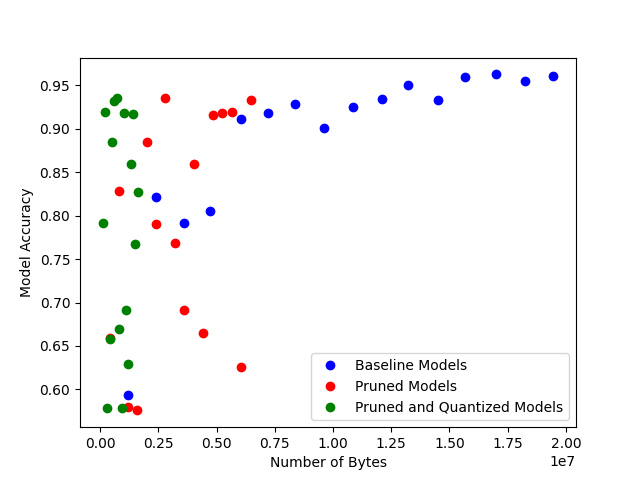 Model Accuracy
0.95
0.90
0.85
0.80
0.75
0.70
0.65
0.60
Baseline Models
Pruned Models
Pruned and Quantized Models
0.00 0.25 0.50 0.75 1.00 1.25 1.50 1.75 2.00
1e7
Number of Bytes